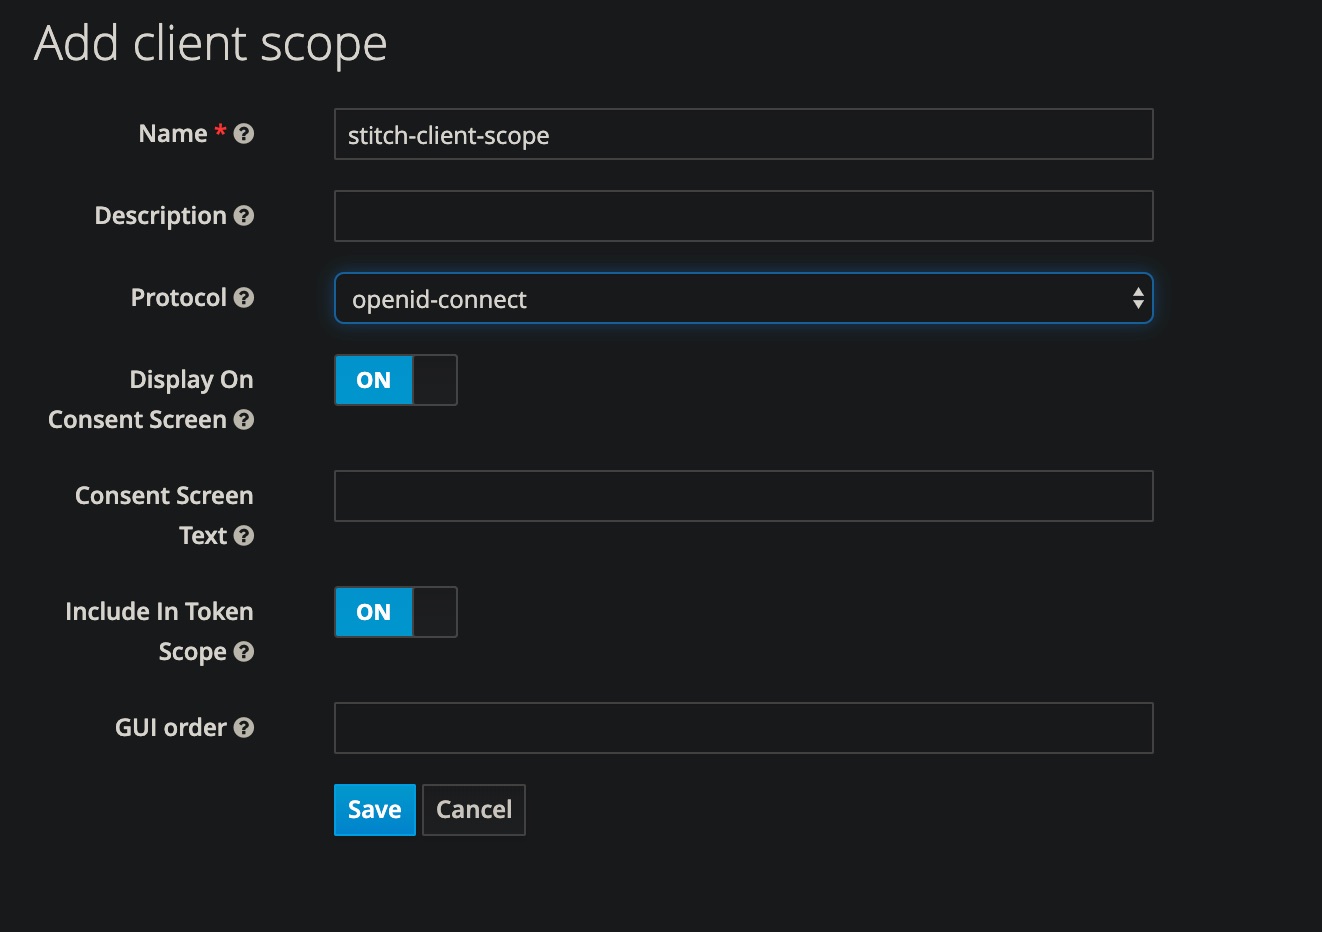 Add client scope
Name *
stitch-client-scope
Description
Protocol
openid-connect
Display On
Consent Screen
ON
Consent Screen
Text
Include In Token
Scope
ON
GUI order
Save Cancel